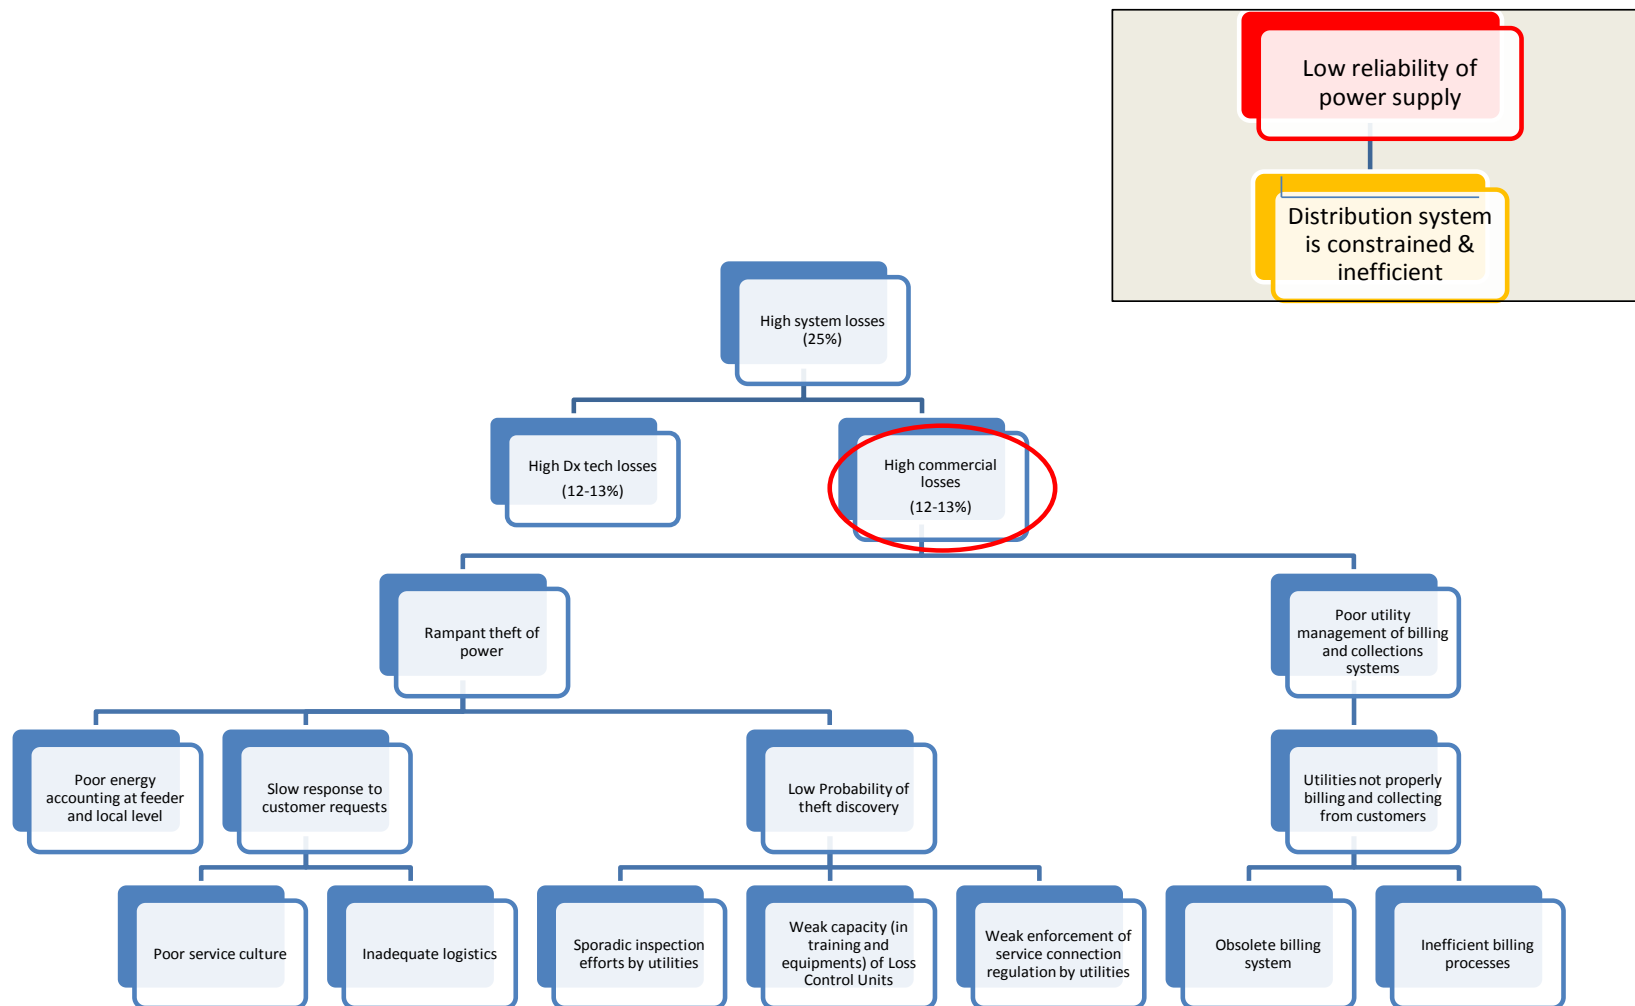 Low reliability of
power supply
Distribution system
is constrained &
inefficient
High system losses
(25%)
High Dx tech losses
(12-13%)
High commercial
losses
(12-13%)
Rampant theft of
power
Poor utility
management of billing
and collections
systems
Poor energy
accounting at feeder
and local level
Slow response to
customer requests
Low Probability of
theft discovery
Utilities not properly
billing and collecting
from customers
Poor service culture
Inadequate logistics
Sporadic inspection
efforts by utilities
Weak capacity (in
training and
equipments) of Loss
Control Units
Weak enforcement of
service connection
regulation by utilities
Obsolete billing
system
Inefficient billing
processes